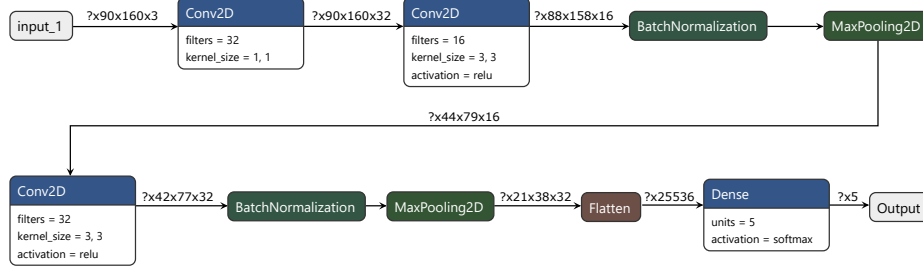 input_1
?x90x160x3
Conv2D
filters = 32
kernel_size = 1, 1
?x90x160x32
Conv2D
filters = 16
kernel_size = 3, 3
activation = relu
?x88x158x16
BatchNormalization
MaxPooling2D
?x44x79x16
Conv2D
filters = 32
kernel_size = 3, 3
activation = relu
?x42x77x32
BatchNormalization
MaxPooling2D
?x21x38x32
Flatten
?x25536
Dense
units = 5
activation = softmax
?x5
Output